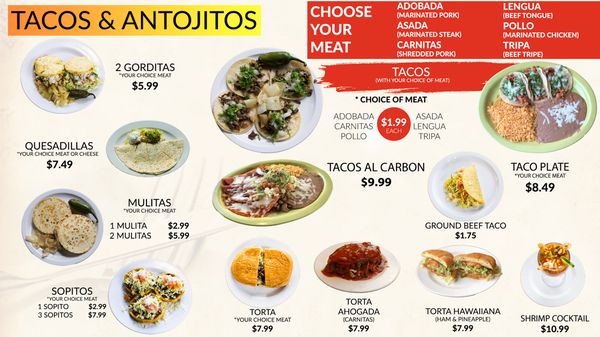 TACOS & ANTOJITOS
CHOOSE
YOUR
MEAT
ADOBADA
(MARINATED PORK)
ASADA
(MARINATED STEAK)
CARNITAS
(SHREDDED PORK)
LENGUA
(BEEF TONGUE)
POLLO
(MARINATED CHICKEN)
TRIPA
(BEEF TRIPE)
2 GORDITAS
*YOUR CHOICE MEAT
$5.99
TACOS
(WITH YOUR CHOICE OF MEAT)
* CHOICE OF MEAT
ADOBADA
CARNITAS
POLLO
$1.99
EACH
ASADA
LENGUA
TRIPA
QUESADILLAS
*YOUR CHOICE MEAT OR CHEESE
$7.49
TACOS AL CARBON
$9.99
TACO PLATE
*YOUR CHOICE MEAT
$8.49
MULITAS
*YOUR CHOICE MEAT
1 MULITA $2.99
2 MULITAS $5.99
GROUND BEEF TACO
$1.75
SOPITOS
*YOUR CHOICE MEAT
1 SOPITO $2.99
3 SOPITOS $7.99
TORTA
*YOUR CHOICE MEAT
$7.99
TORTA
AHOGADA
(CARNITAS)
$7.99
TORTA HAWAIIANA
(HAM & PINEAPPLE)
$7.99
SHRIMP COCKTAIL
$10.99